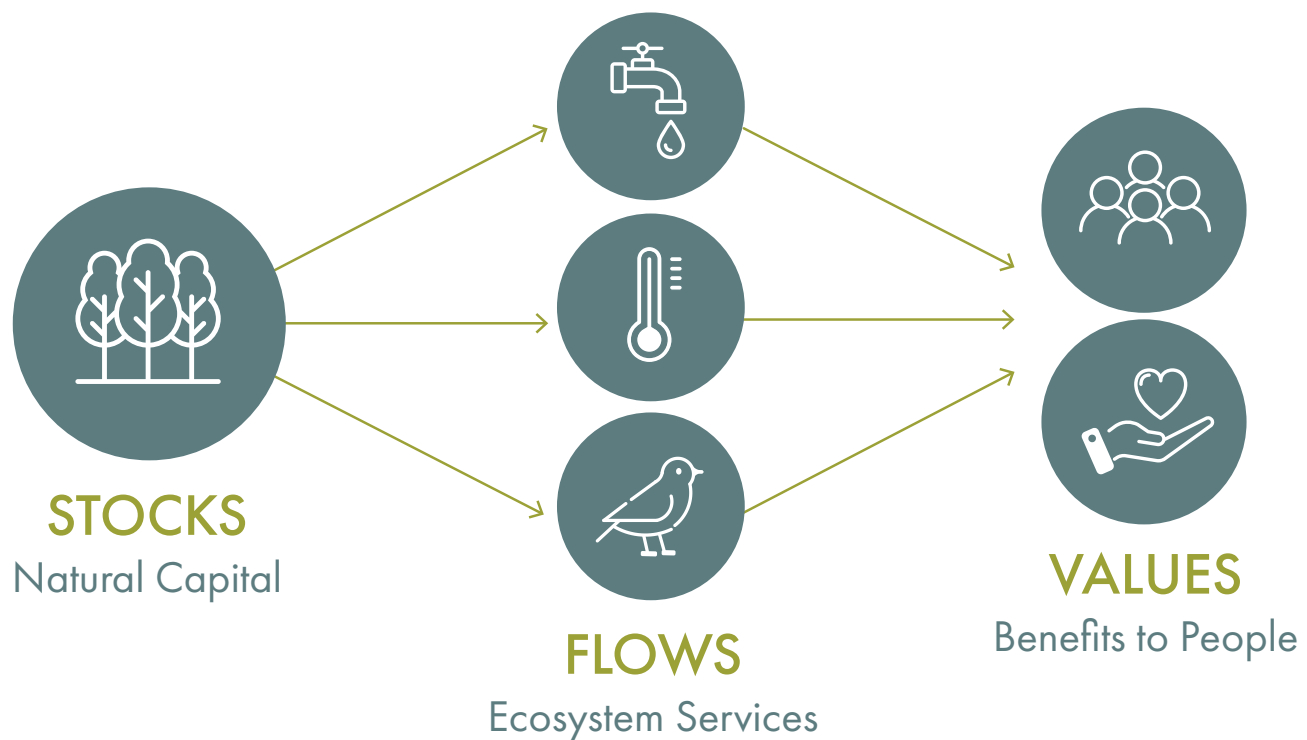 STOCKS
Natural Capital
FLOWS
Ecosystem Services
VALUES
Benefits to People